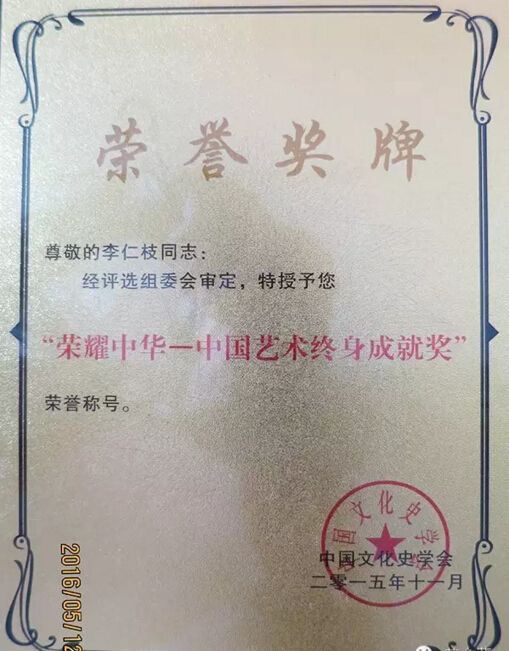 荣誉奖牌
尊敬的李仁枝同志：
经评选组委会审定，特授予您
“荣耀中华—中国艺术终身成就奖”
荣誉称号。
中国文化史学会
中国文化史学会
二零一五年十一月
2016/05/12